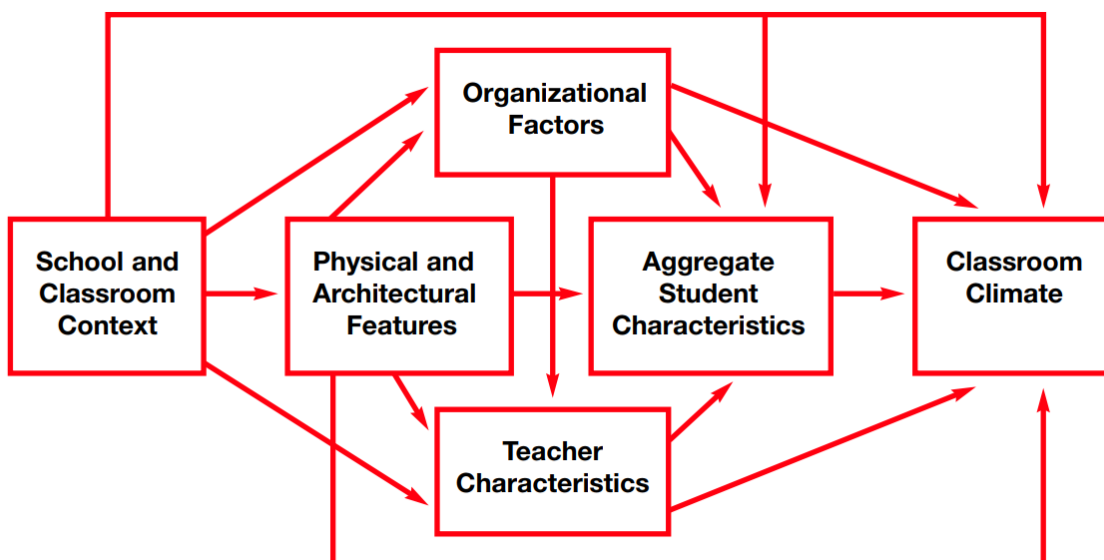 Organizational
Factors
School and
Classroom
Context
Physical and
Architectural
Features
Aggregate
Student
Characteristics
Classroom
Climate
Teacher
Characteristics